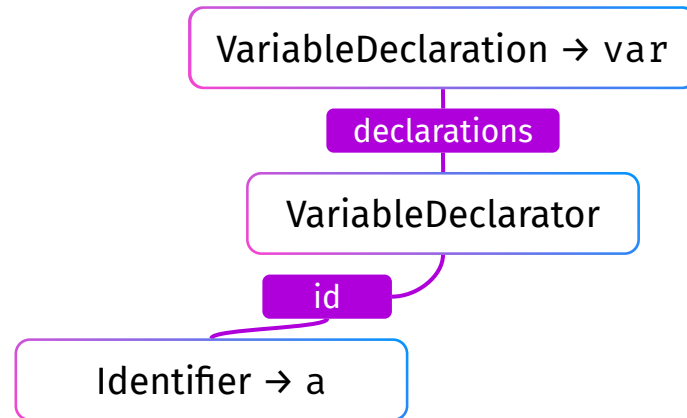 VariableDeclaration → var
declarations
VariableDeclarator
id
Identifier → a